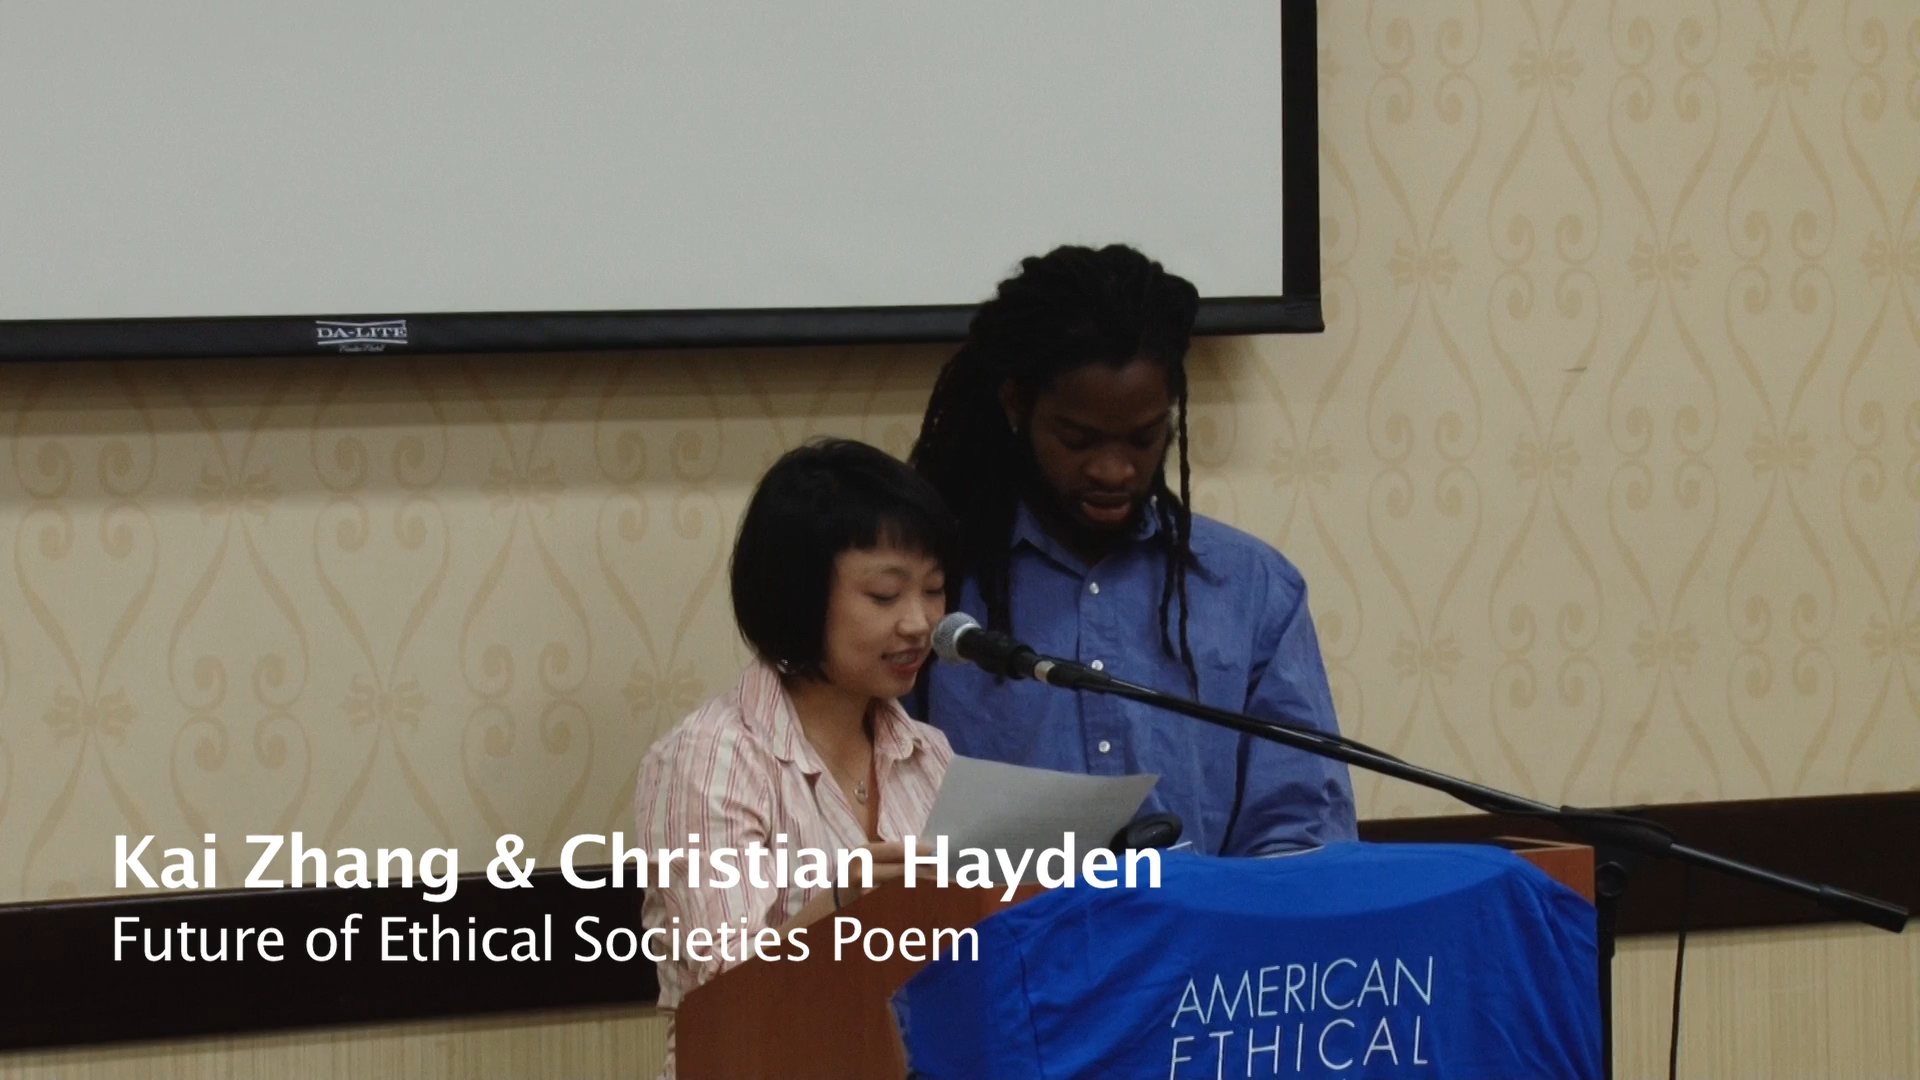 DA-LITE
Kai Zhang & Christian Hayden
Future of Ethical Societies Poem
AMERICAN
ETHICAL